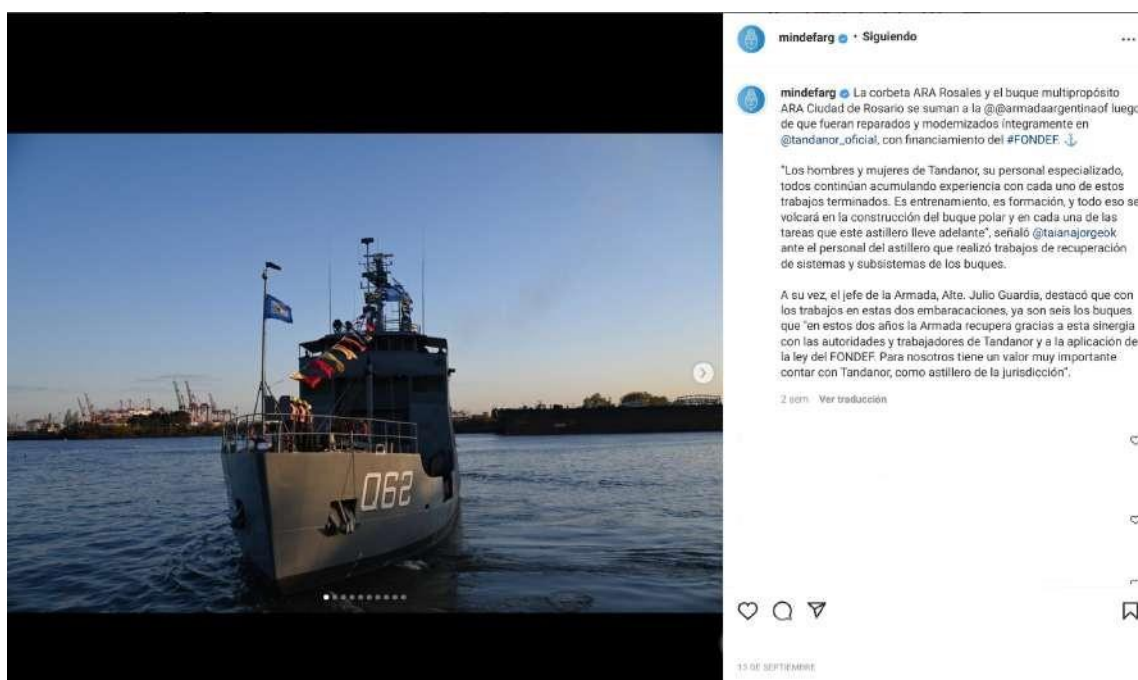 mindefarg • Siguiendo
mindefarg La corbeta ARA Rosales y el buque multipropósito
ARA Ciudad de Rosario se suman a la @@armadaargentinaof luego
de que fueran reparados y modernizados íntegramente en
@tandanor_oficial, con financiamiento del #FONDEF.
"Los hombres y mujeres de Tandanor, su personal especializado,
todos continúan acumulando experiencia con cada uno de estos
trabajos terminados. Es entrenamiento, es formación, y todo eso se
volcará en la construcción del buque polar y en cada una de las
tareas que este astillero lleve adelante", señaló @taianajorgeok
ante el personal del astillero que realizó trabajos de recuperación
de sistemas y subsistemas de los buques.
A su vez, el jefe de la Armada, Alte. Julio Guardia, destacó que con
los trabajos en estas dos embaracaciones, ya son seis los buques
que "en estos dos años la Armada recupera gracias a esta sinergia
con las autoridades y trabajadores de Tandanor y a la aplicación de
la ley del FONDEF. Para nosotros tiene un valor muy importante
contar con Tandanor, como astillero de la jurisdicción".
2 sem Ver traducción
Q62
13 DE SEPTIEMBRE